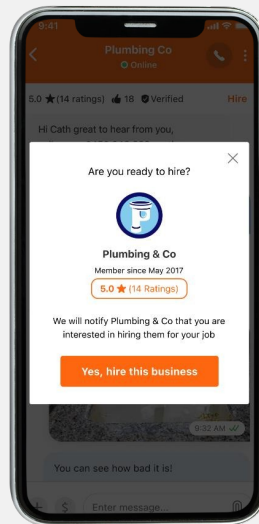 9:41
Plumbing Co
Online
5.0 ★ (14 ratings) 16 Verified Hire
Hi Cath great to hear from you,
Are you ready to hire?
P
Plumbing & Co
Member since May 2017
5.0 ★ (14 Ratings)
We will notify Plumbing & Co that you are
interested in hiring them for your job
Yes, hire this business
9:32 AM
You can see how bad it is!
$ Enter message...